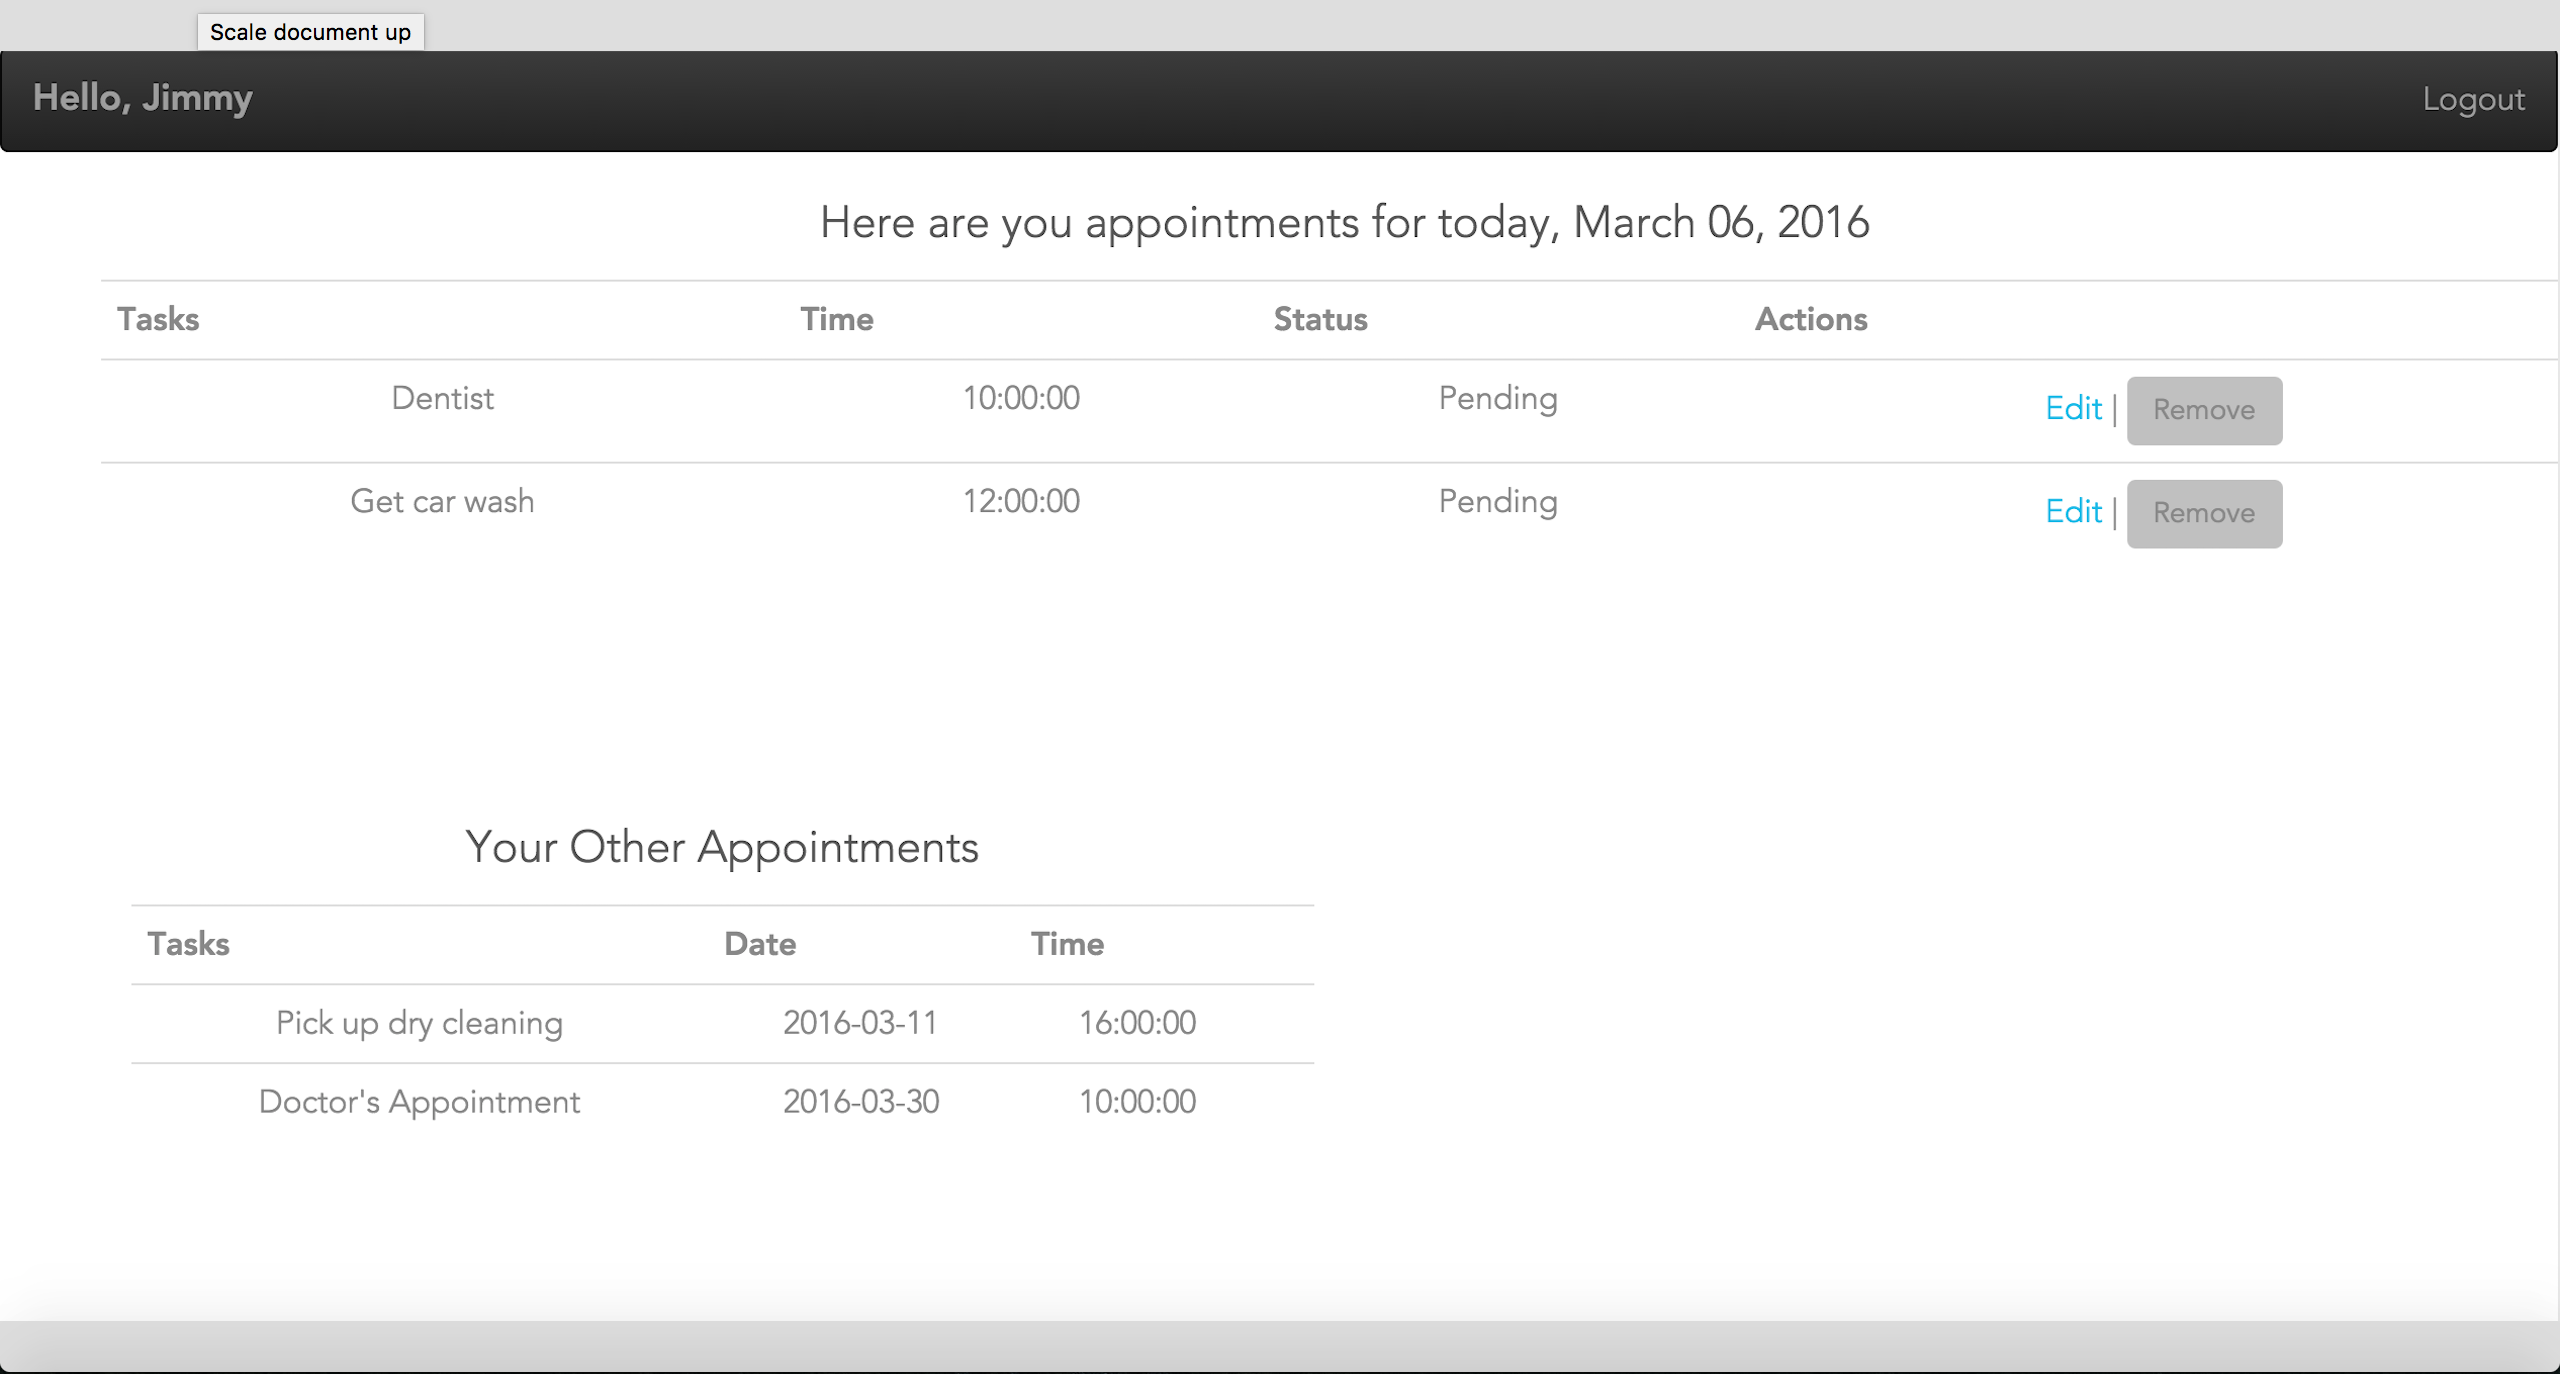 Scale document up
Hello, Jimmy Logout
Here are you appointments for today, March 06, 2016
Tasks Time Status Actions
Dentist 10:00:00 Pending Edit | Remove
Get car wash 12:00:00 Pending Edit | Remove
Your Other Appointments
Tasks Date Time
Pick up dry cleaning 2016-03-11 16:00:00
Doctor's Appointment 2016-03-30 10:00:00